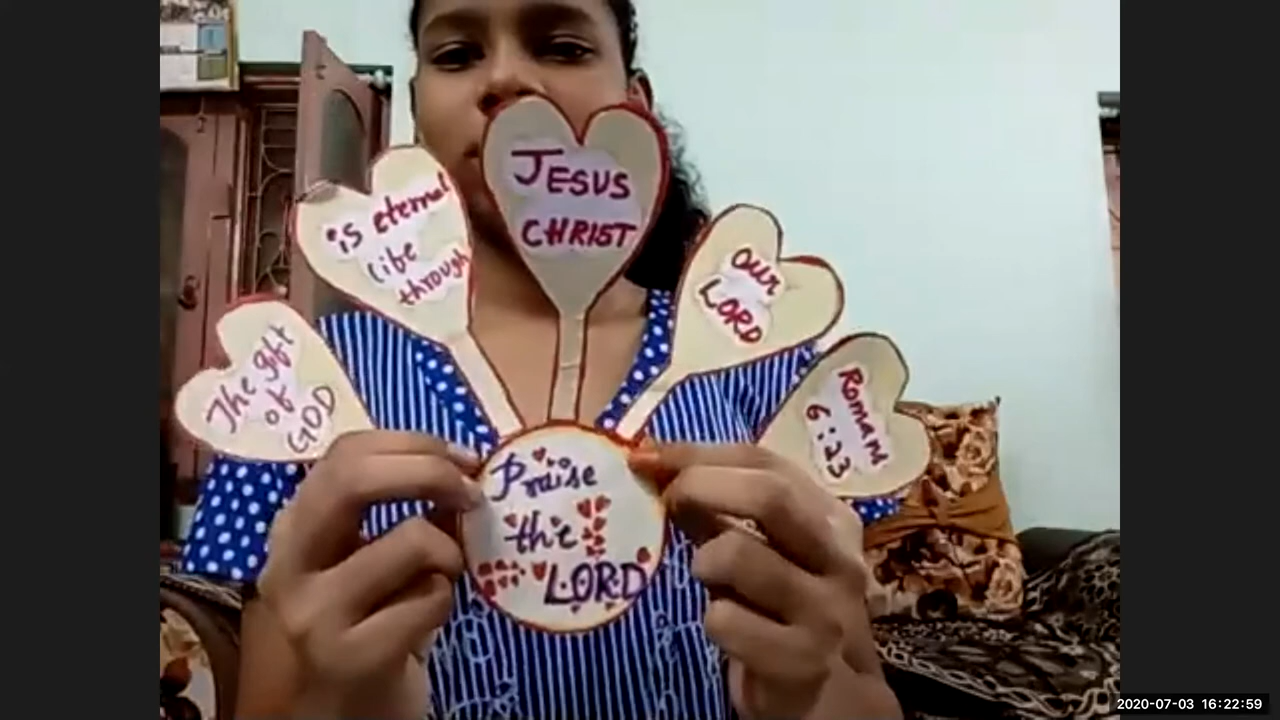 The gift
of
GOD
is eternal
life
through
JESUS
CHRIST
our
LORD
Romans
6:23
Praise
the
LORD
2020-07-03 16:22:59